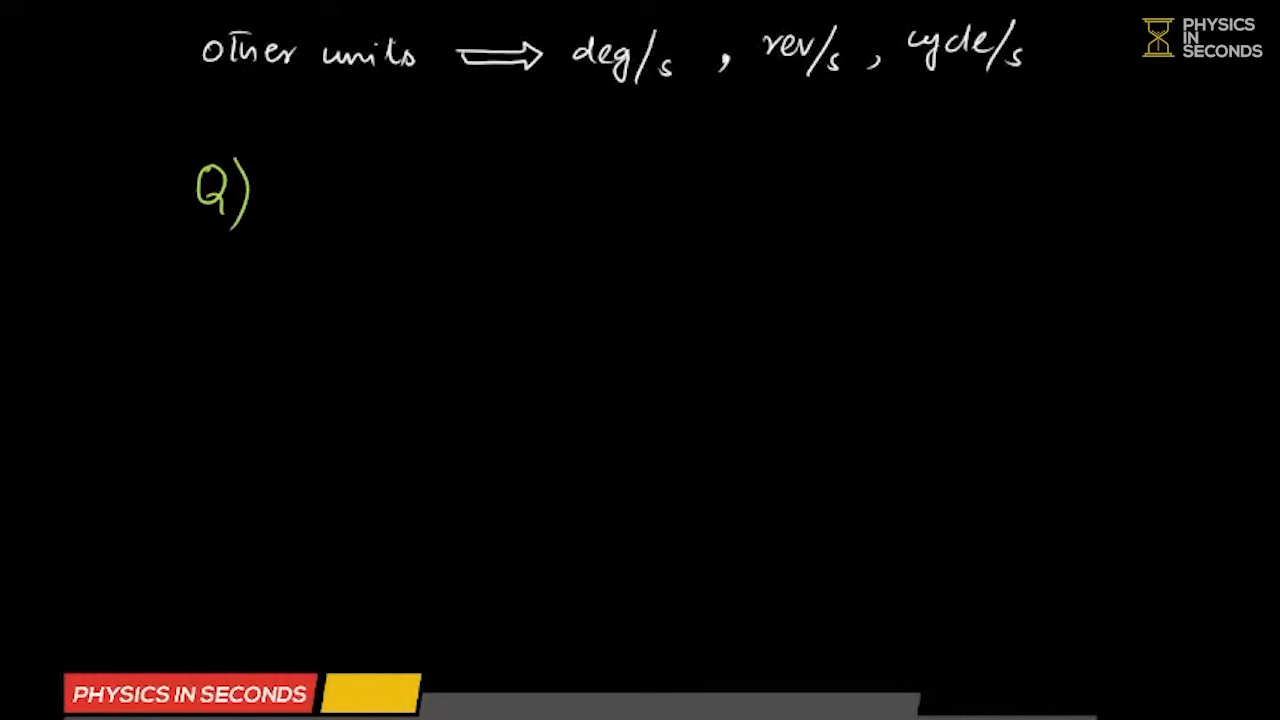 other units ⟹ deg/s , rev/s , cycle/s
PHYSICS
IN
SECONDS
Q)
PHYSICS IN SECONDS